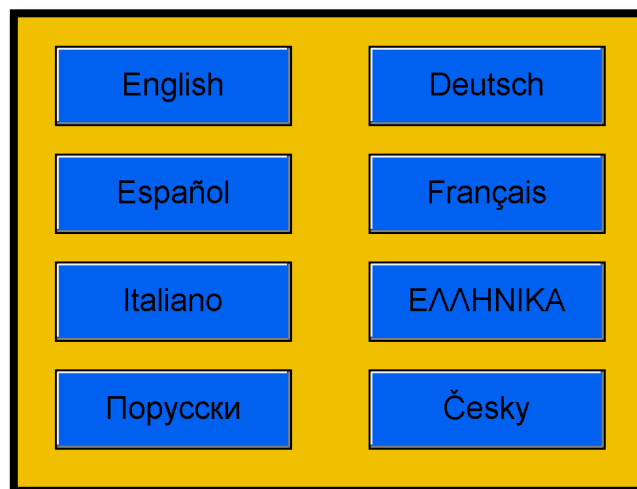 English
Deutsch
Español
Français
Italiano
ΕΛΛΗΝΙΚΑ
Порусски
Česky